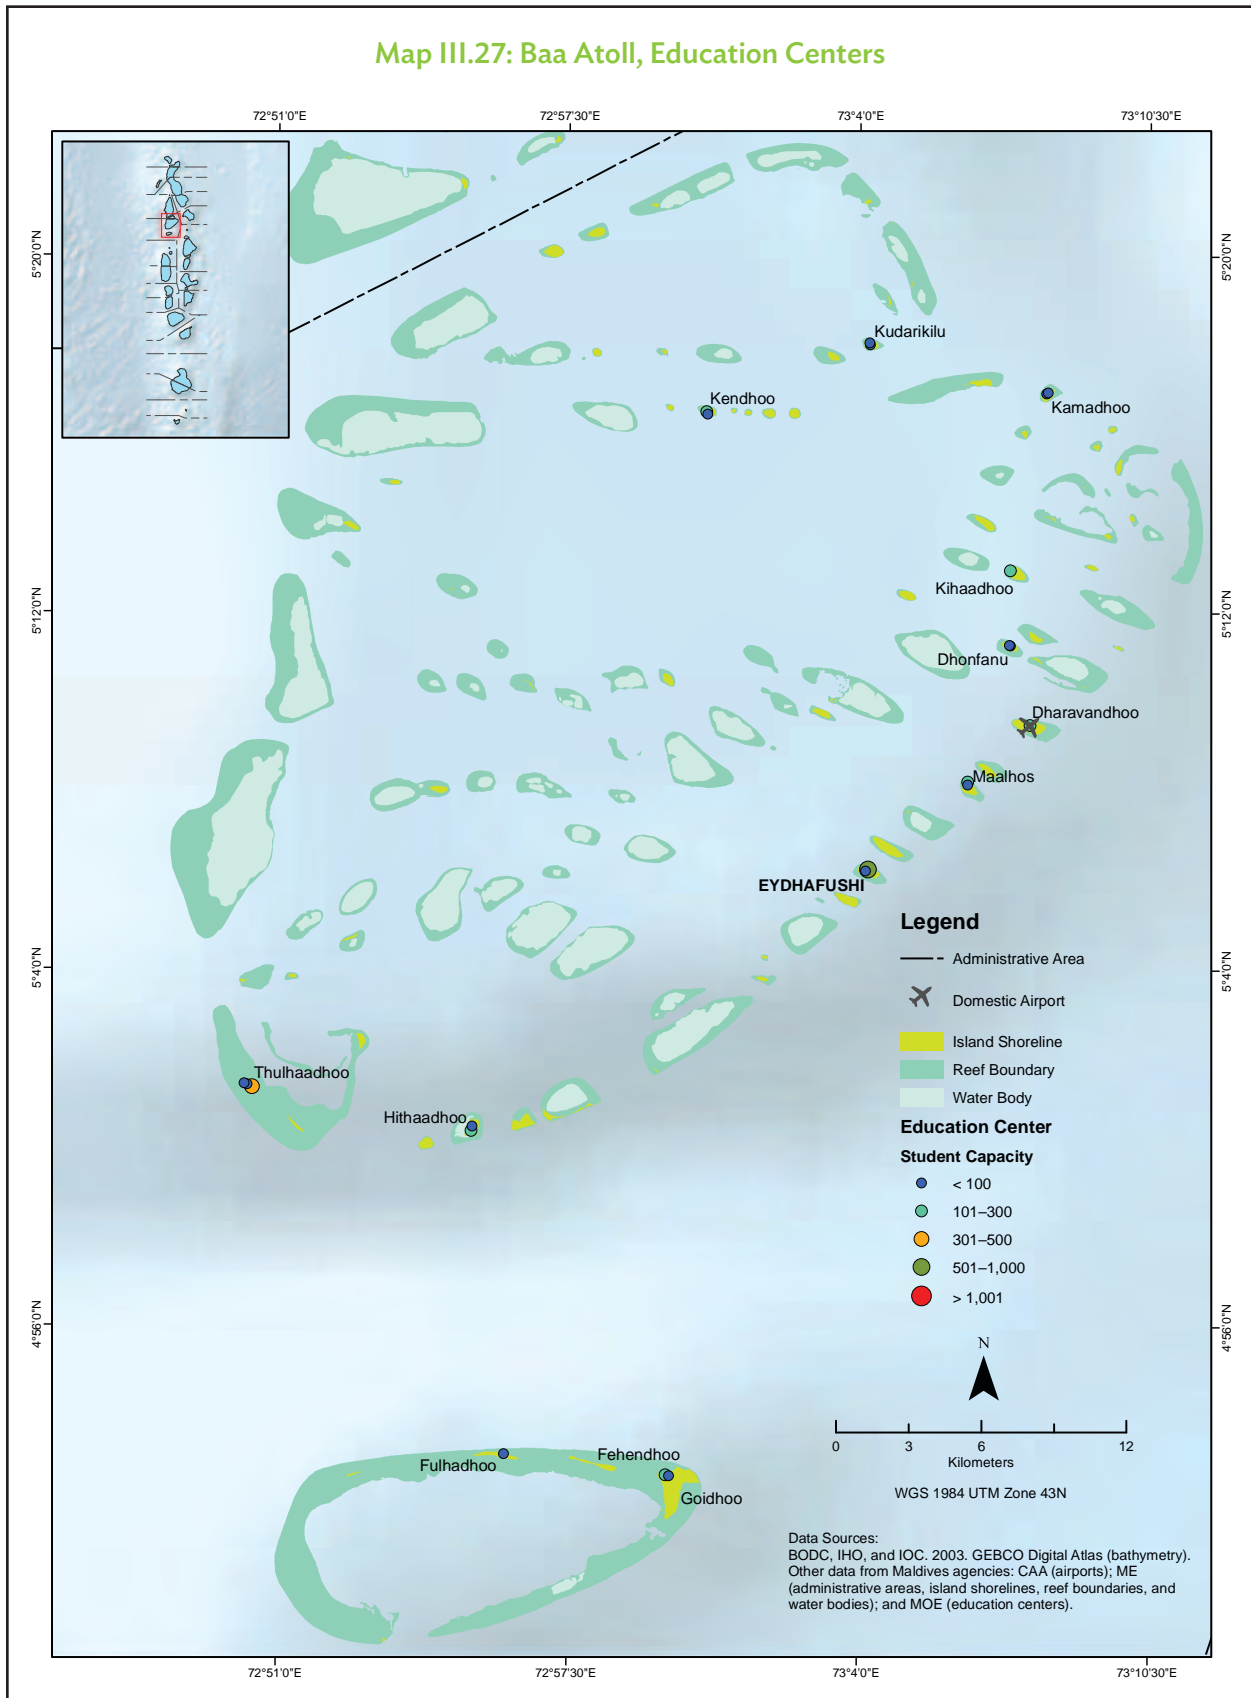 Map III.27: Baa Atoll, Education Centers
72°51'0"E
72°57'30"E
73°4'0"E
73°10'30"E
5°20'0"N
5°20'0"N
Kudarikilu
Kendhoo
Kamadhoo
Kihaadhoo
5°12'0"N
5°12'0"N
Dhonfanu
Dharavandhoo
Maalhos
EYDHAFUSHI
5°4'0"N
5°4'0"N
Thulhaadhoo
Hithaadhoo
Legend
Administrative Area
Domestic Airport
Island Shoreline
Reef Boundary
Water Body
Education Center
Student Capacity
< 100
101–300
301–500
501–1,000
> 1,001
4°56'0"N
4°56'0"N
N
0
3
6
12
Kilometers
WGS 1984 UTM Zone 43N
Fulhadhoo
Fehendhoo
Goidhoo
Data Sources:
BODC, IHO, and IOC. 2003. GEBCO Digital Atlas (bathymetry).
Other data from Maldives agencies: CAA (airports); ME
(administrative areas, island shorelines, reef boundaries, and
water bodies); and MOE (education centers).
72°51'0"E
72°57'30"E
73°4'0"E
73°10'30"E